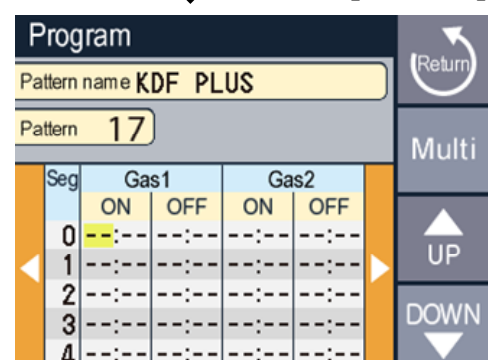 Program
Return
Pattern name KDF PLUS
Pattern 17
Multi
Seg Gas1 Gas2
ON OFF ON OFF
0 --:-- --:-- --:-- --:--
1 --:-- --:-- --:-- --:--
UP
2 --:-- --:-- --:-- --:--
3 --:-- --:-- --:-- --:--
DOWN
4 --:-- --:-- --:-- --:--